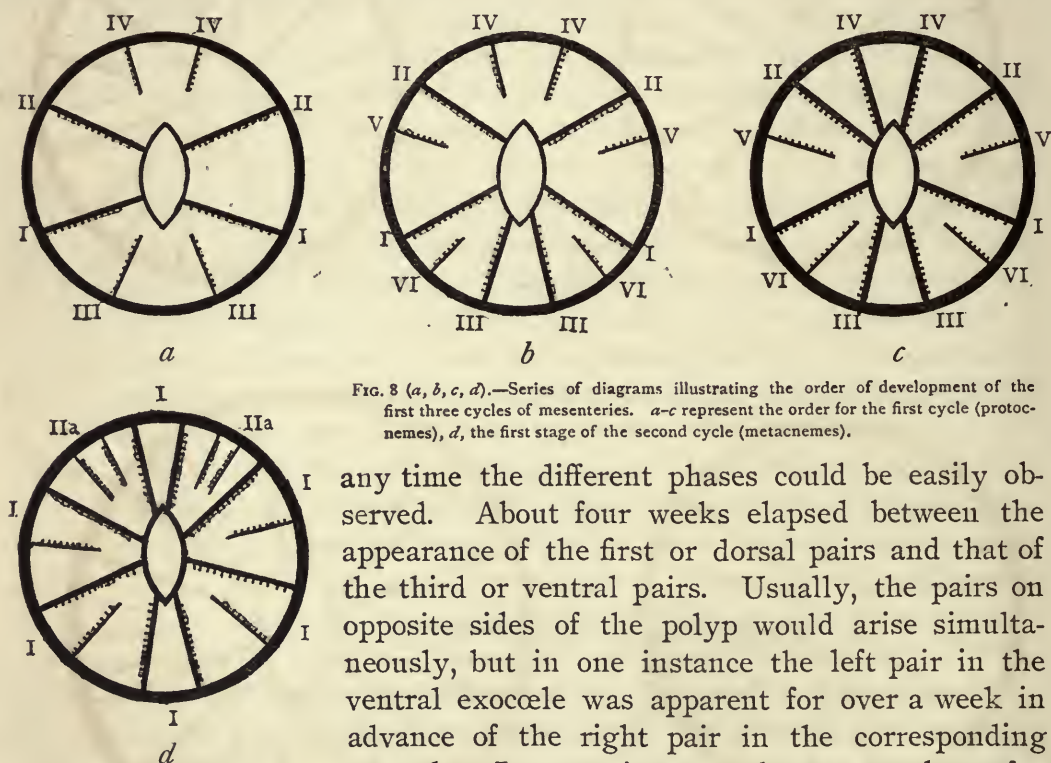 IV IV
II II
I I
III III
a
IV IV
II II
V V
I I
VI VI
III III
b
IV IV
II II
V V
I I
VI VI
III III
c
FIG. 8 (a, b, c, d).—Series of diagrams illustrating the order of development of the
first three cycles of mesenteries. a–c represent the order for the first cycle (protoc-
nemes), d, the first stage of the second cycle (metacnemes).
I
IIa IIa
I I
I I
I
d
any time the different phases could be easily ob-
served. About four weeks elapsed between the
appearance of the first or dorsal pairs and that of
the third or ventral pairs. Usually, the pairs on
opposite sides of the polyp would arise simulta-
neously, but in one instance the left pair in the
ventral exocœle was apparent for over a week in
advance of the right pair in the corresponding